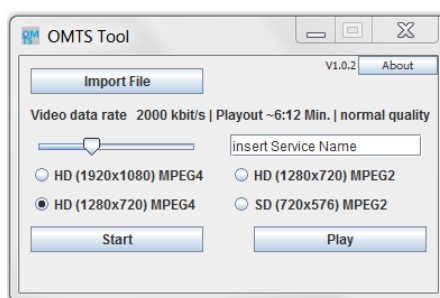 OMTS OMTS Tool
V1.0.2 About
Import File
Video data rate 2000 kbit/s | Playout ~6:12 Min. | normal quality
insert Service Name
HD (1920x1080) MPEG4 HD (1280x720) MPEG2
HD (1280x720) MPEG4 SD (720x576) MPEG2
Start Play